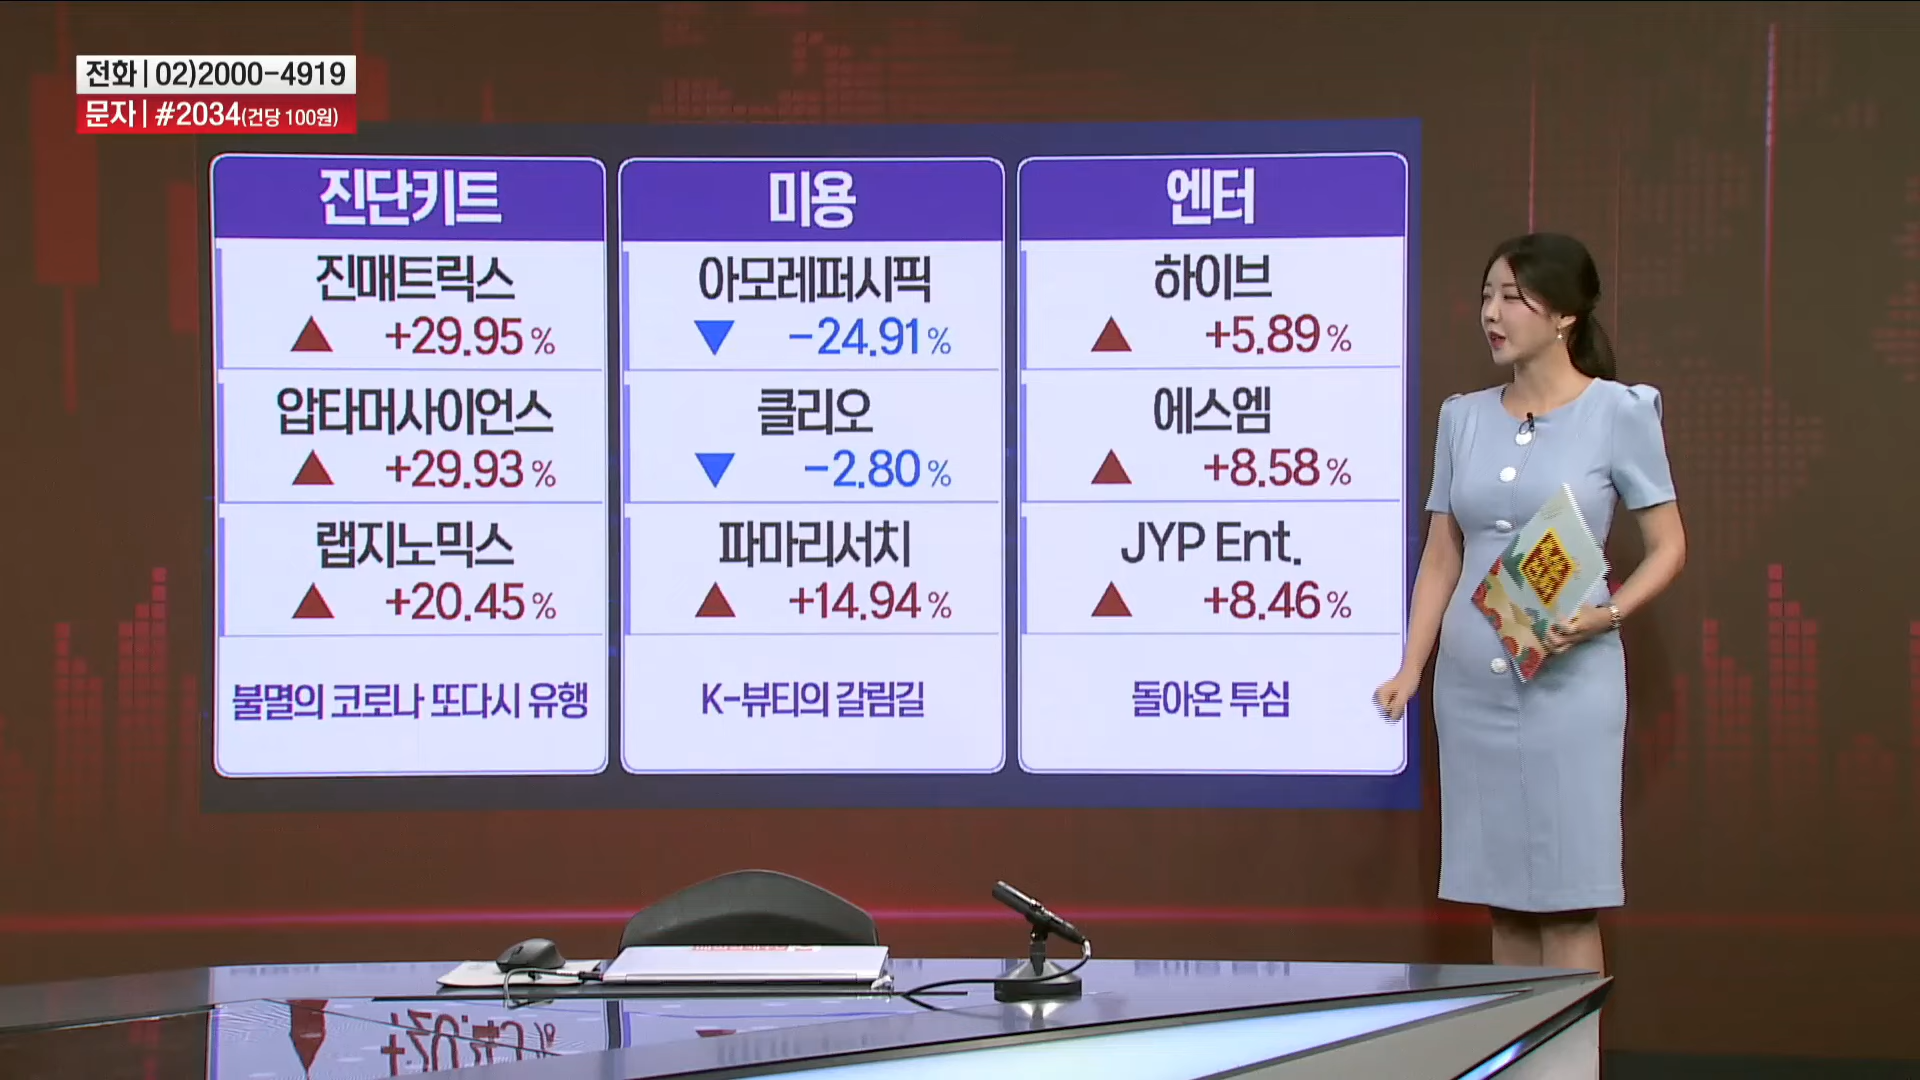 전화 | 02)2000-4919
문자 | #2034(건당 100원)
진단키트
진매트릭스
▲ +29.95%
압타머사이언스
▲ +29.93%
랩지노믹스
▲ +20.45%
불멸의 코로나 또다시 유행
미용
아모레퍼시픽
▼ -24.91%
클리오
▼ -2.80%
파마리서치
▲ +14.94%
K-뷰티의 갈림길
엔터
하이브
▲ +5.89%
에스엠
▲ +8.58%
JYP Ent.
▲ +8.46%
돌아온 투심